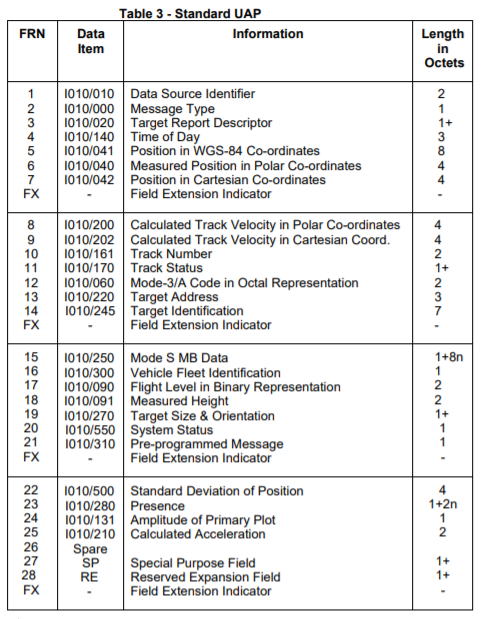 Table 3 - Standard UAP
FRN Data Item Information Length in Octets
1 I010/010 Data Source Identifier 2
2 I010/000 Message Type 1
3 I010/020 Target Report Descriptor 1+
4 I010/140 Time of Day 3
5 I010/041 Position in WGS-84 Co-ordinates 8
6 I010/040 Measured Position in Polar Co-ordinates 4
7 I010/042 Position in Cartesian Co-ordinates 4
FX - Field Extension Indicator -
8 I010/200 Calculated Track Velocity in Polar Co-ordinates 4
9 I010/202 Calculated Track Velocity in Cartesian Coord. 4
10 I010/161 Track Number 2
11 I010/170 Track Status 1+
12 I010/060 Mode-3/A Code in Octal Representation 2
13 I010/220 Target Address 3
14 I010/245 Target Identification 7
FX - Field Extension Indicator -
15 I010/250 Mode S MB Data 1+8n
16 I010/300 Vehicle Fleet Identification 1
17 I010/090 Flight Level in Binary Representation 2
18 I010/091 Measured Height 2
19 I010/270 Target Size & Orientation 1+
20 I010/550 System Status 1
21 I010/310 Pre-programmed Message 1
FX - Field Extension Indicator -
22 I010/500 Standard Deviation of Position 4
23 I010/280 Presence 1+2n
24 I010/131 Amplitude of Primary Plot 1
25 I010/210 Calculated Acceleration 2
26 Spare
27 SP Special Purpose Field 1+
28 RE Reserved Expansion Field 1+
FX - Field Extension Indicator -